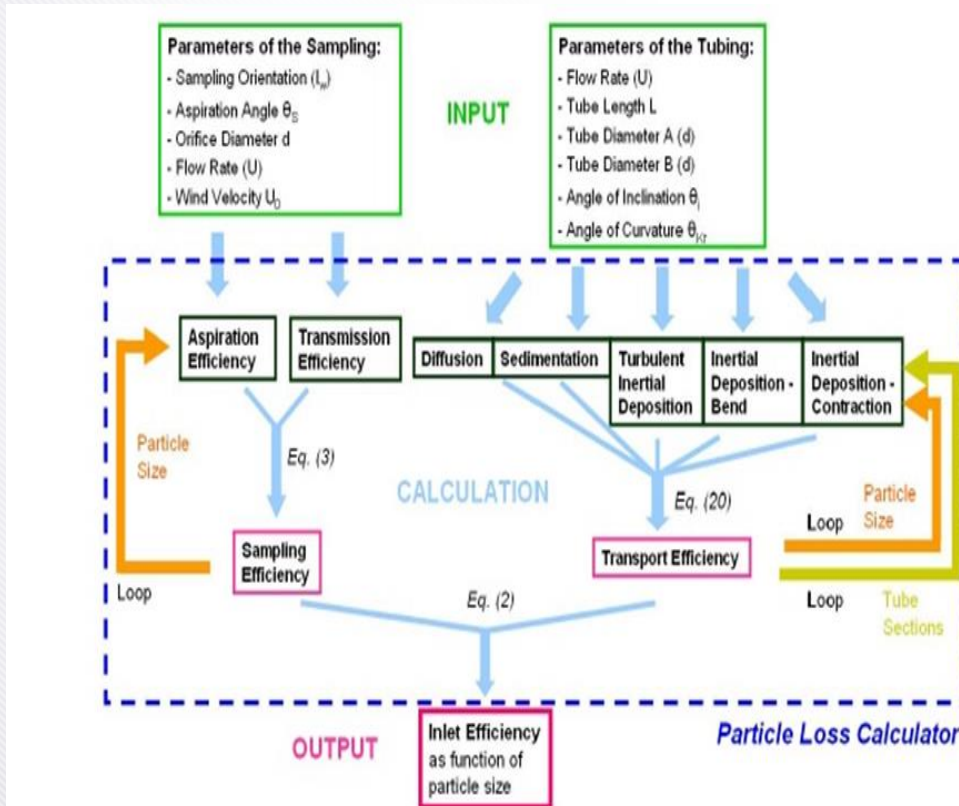 Parameters of the Sampling:
- Sampling Orientation (Iw)
- Aspiration Angle θS
- Orifice Diameter d
- Flow Rate (U)
- Wind Velocity U0
INPUT
Parameters of the Tubing:
- Flow Rate (U)
- Tube Length L
- Tube Diameter A (d)
- Tube Diameter B (d)
- Angle of Inclination θi
- Angle of Curvature θKr
Aspiration
Efficiency
Transmission
Efficiency
Diffusion
Sedimentation
Turbulent
Inertial
Deposition
Inertial
Deposition -
Bend
Inertial
Deposition -
Contraction
Particle
Size
Eq. (3)
CALCULATION
Eq. (20)
Particle
Size
Loop
Sampling
Efficiency
Transport Efficiency
Loop
Eq. (2)
Loop
Tube
Sections
OUTPUT
Inlet Efficiency
as function of
particle size
Particle Loss Calculator